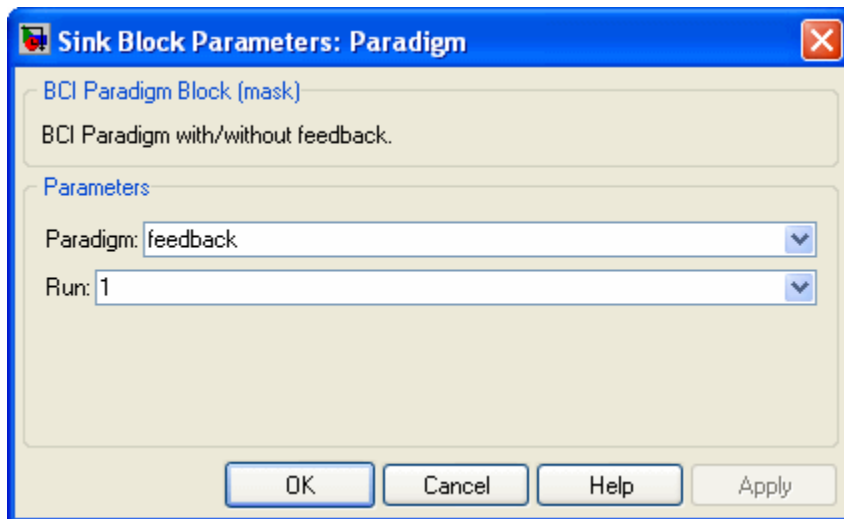 Sink Block Parameters: Paradigm
BCI Paradigm Block (mask)
BCI Paradigm with/without feedback.
Parameters
Paradigm: feedback
Run: 1
OK Cancel Help Apply